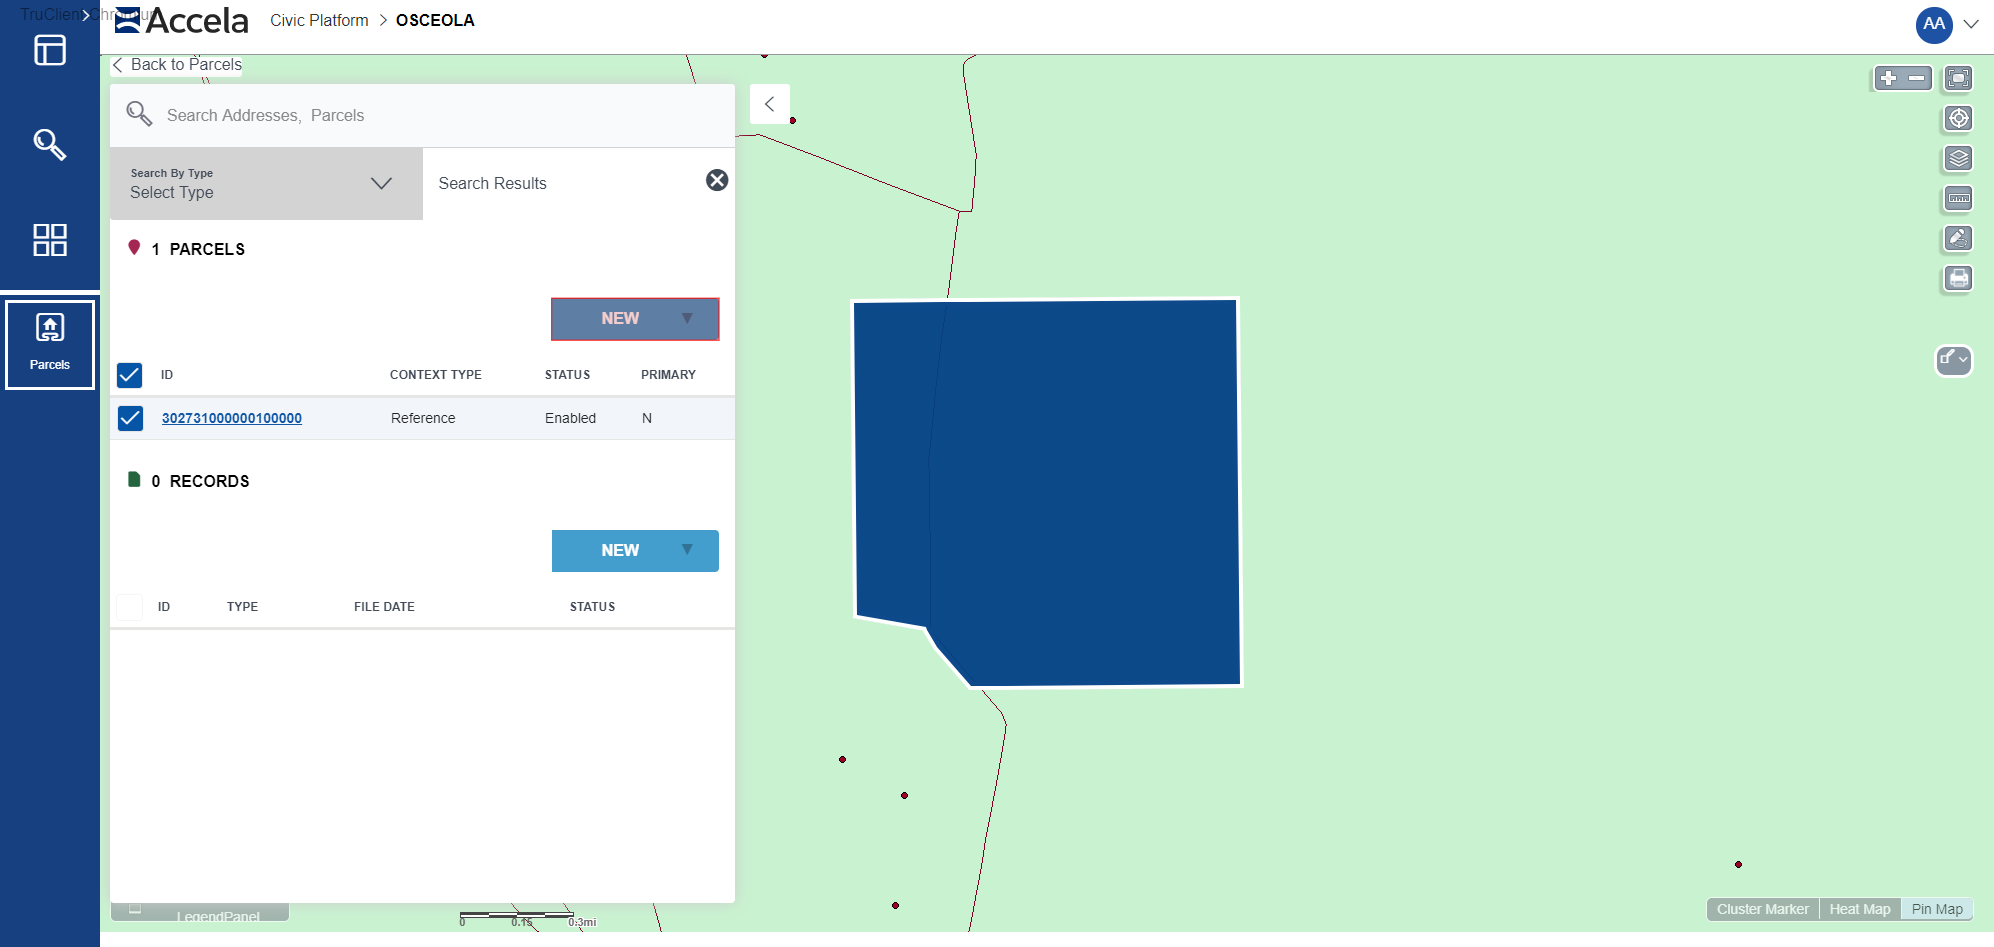 TruClient Chromium
Accela
Civic Platform > OSCEOLA
AA
Back to Parcels
Search Addresses, Parcels
Search By Type
Select Type
Search Results
1 PARCELS
NEW
ID CONTEXT TYPE STATUS PRIMARY
302731000000100000 Reference Enabled N
0 RECORDS
NEW
ID TYPE FILE DATE STATUS
Parcels
LegendPanel
0 0.15 0.3mi
Cluster Marker Heat Map Pin Map